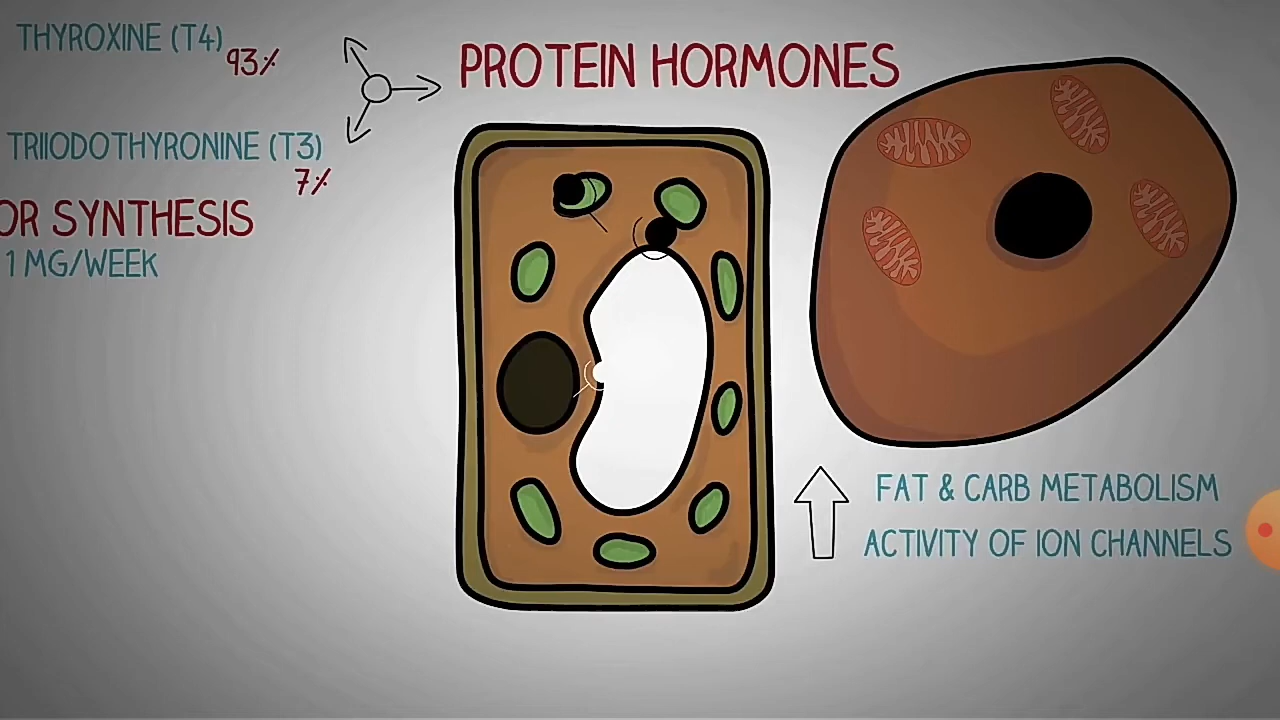 THYROXINE (T4)
93%
TRIIODOTHYRONINE (T3)
7%
OR SYNTHESIS
1 MG/WEEK
PROTEIN HORMONES
FAT & CARB METABOLISM
ACTIVITY OF ION CHANNELS